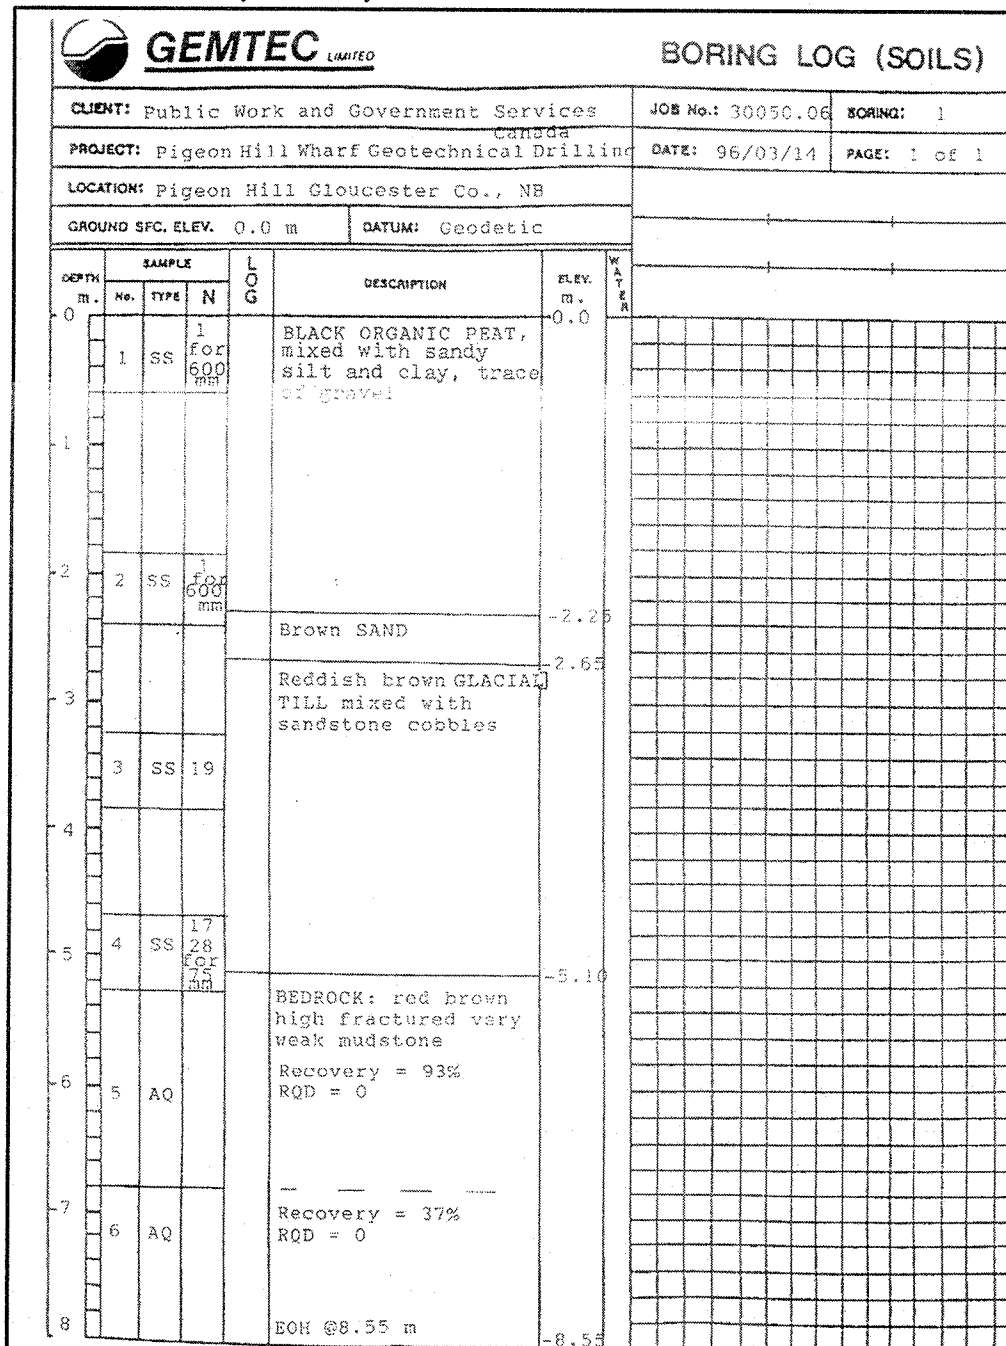 GEMTEC LIMITED
BORING LOG (SOILS)
CLIENT: Public Work and Government Services Canada
JOB No.: 30050.06
BORING: 1
PROJECT: Pigeon Hill Wharf Geotechnical Drilling
DATE: 96/03/14
PAGE: 1 of 1
LOCATION: Pigeon Hill Gloucester Co., NB
GROUND SFC. ELEV. 0.0 m
DATUM: Geodetic
DEPTH m.
SAMPLE
No. TYPE N
LOG
DESCRIPTION
ELEV. m.
WATER
0
0.0
1 SS 1 for 600 mm
BLACK ORGANIC PEAT,
mixed with sandy
silt and clay, trace
of gravel
1
2
2 SS 1 for 600 mm
-2.25
Brown SAND
-2.65
Reddish brown GLACIAL
TILL mixed with
sandstone cobbles
3
3 SS 19
4
4 SS 17 28 for 75 mm
5
-5.10
BEDROCK: red brown
high fractured very
weak mudstone
Recovery = 93%
RQD = 0
6
5 AQ
7
Recovery = 37%
RQD = 0
6 AQ
8
EOH @8.55 m
-8.55